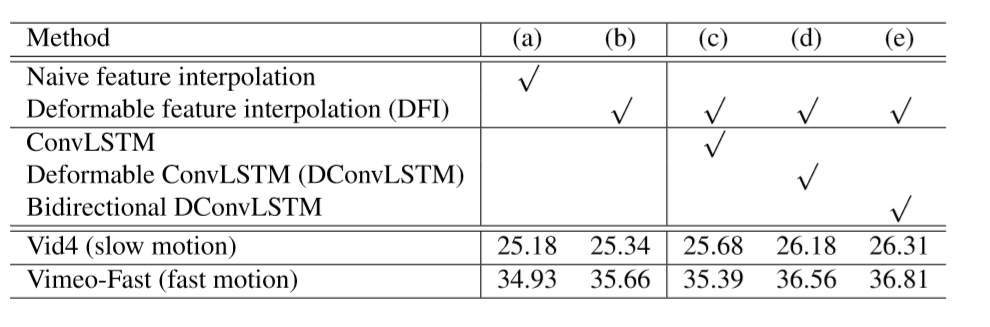 Method (a) (b) (c) (d) (e)
Naive feature interpolation √
Deformable feature interpolation (DFI) √ √ √ √
ConvLSTM √
Deformable ConvLSTM (DConvLSTM) √
Bidirectional DConvLSTM √
Vid4 (slow motion) 25.18 25.34 25.68 26.18 26.31
Vimeo-Fast (fast motion) 34.93 35.66 35.39 36.56 36.81